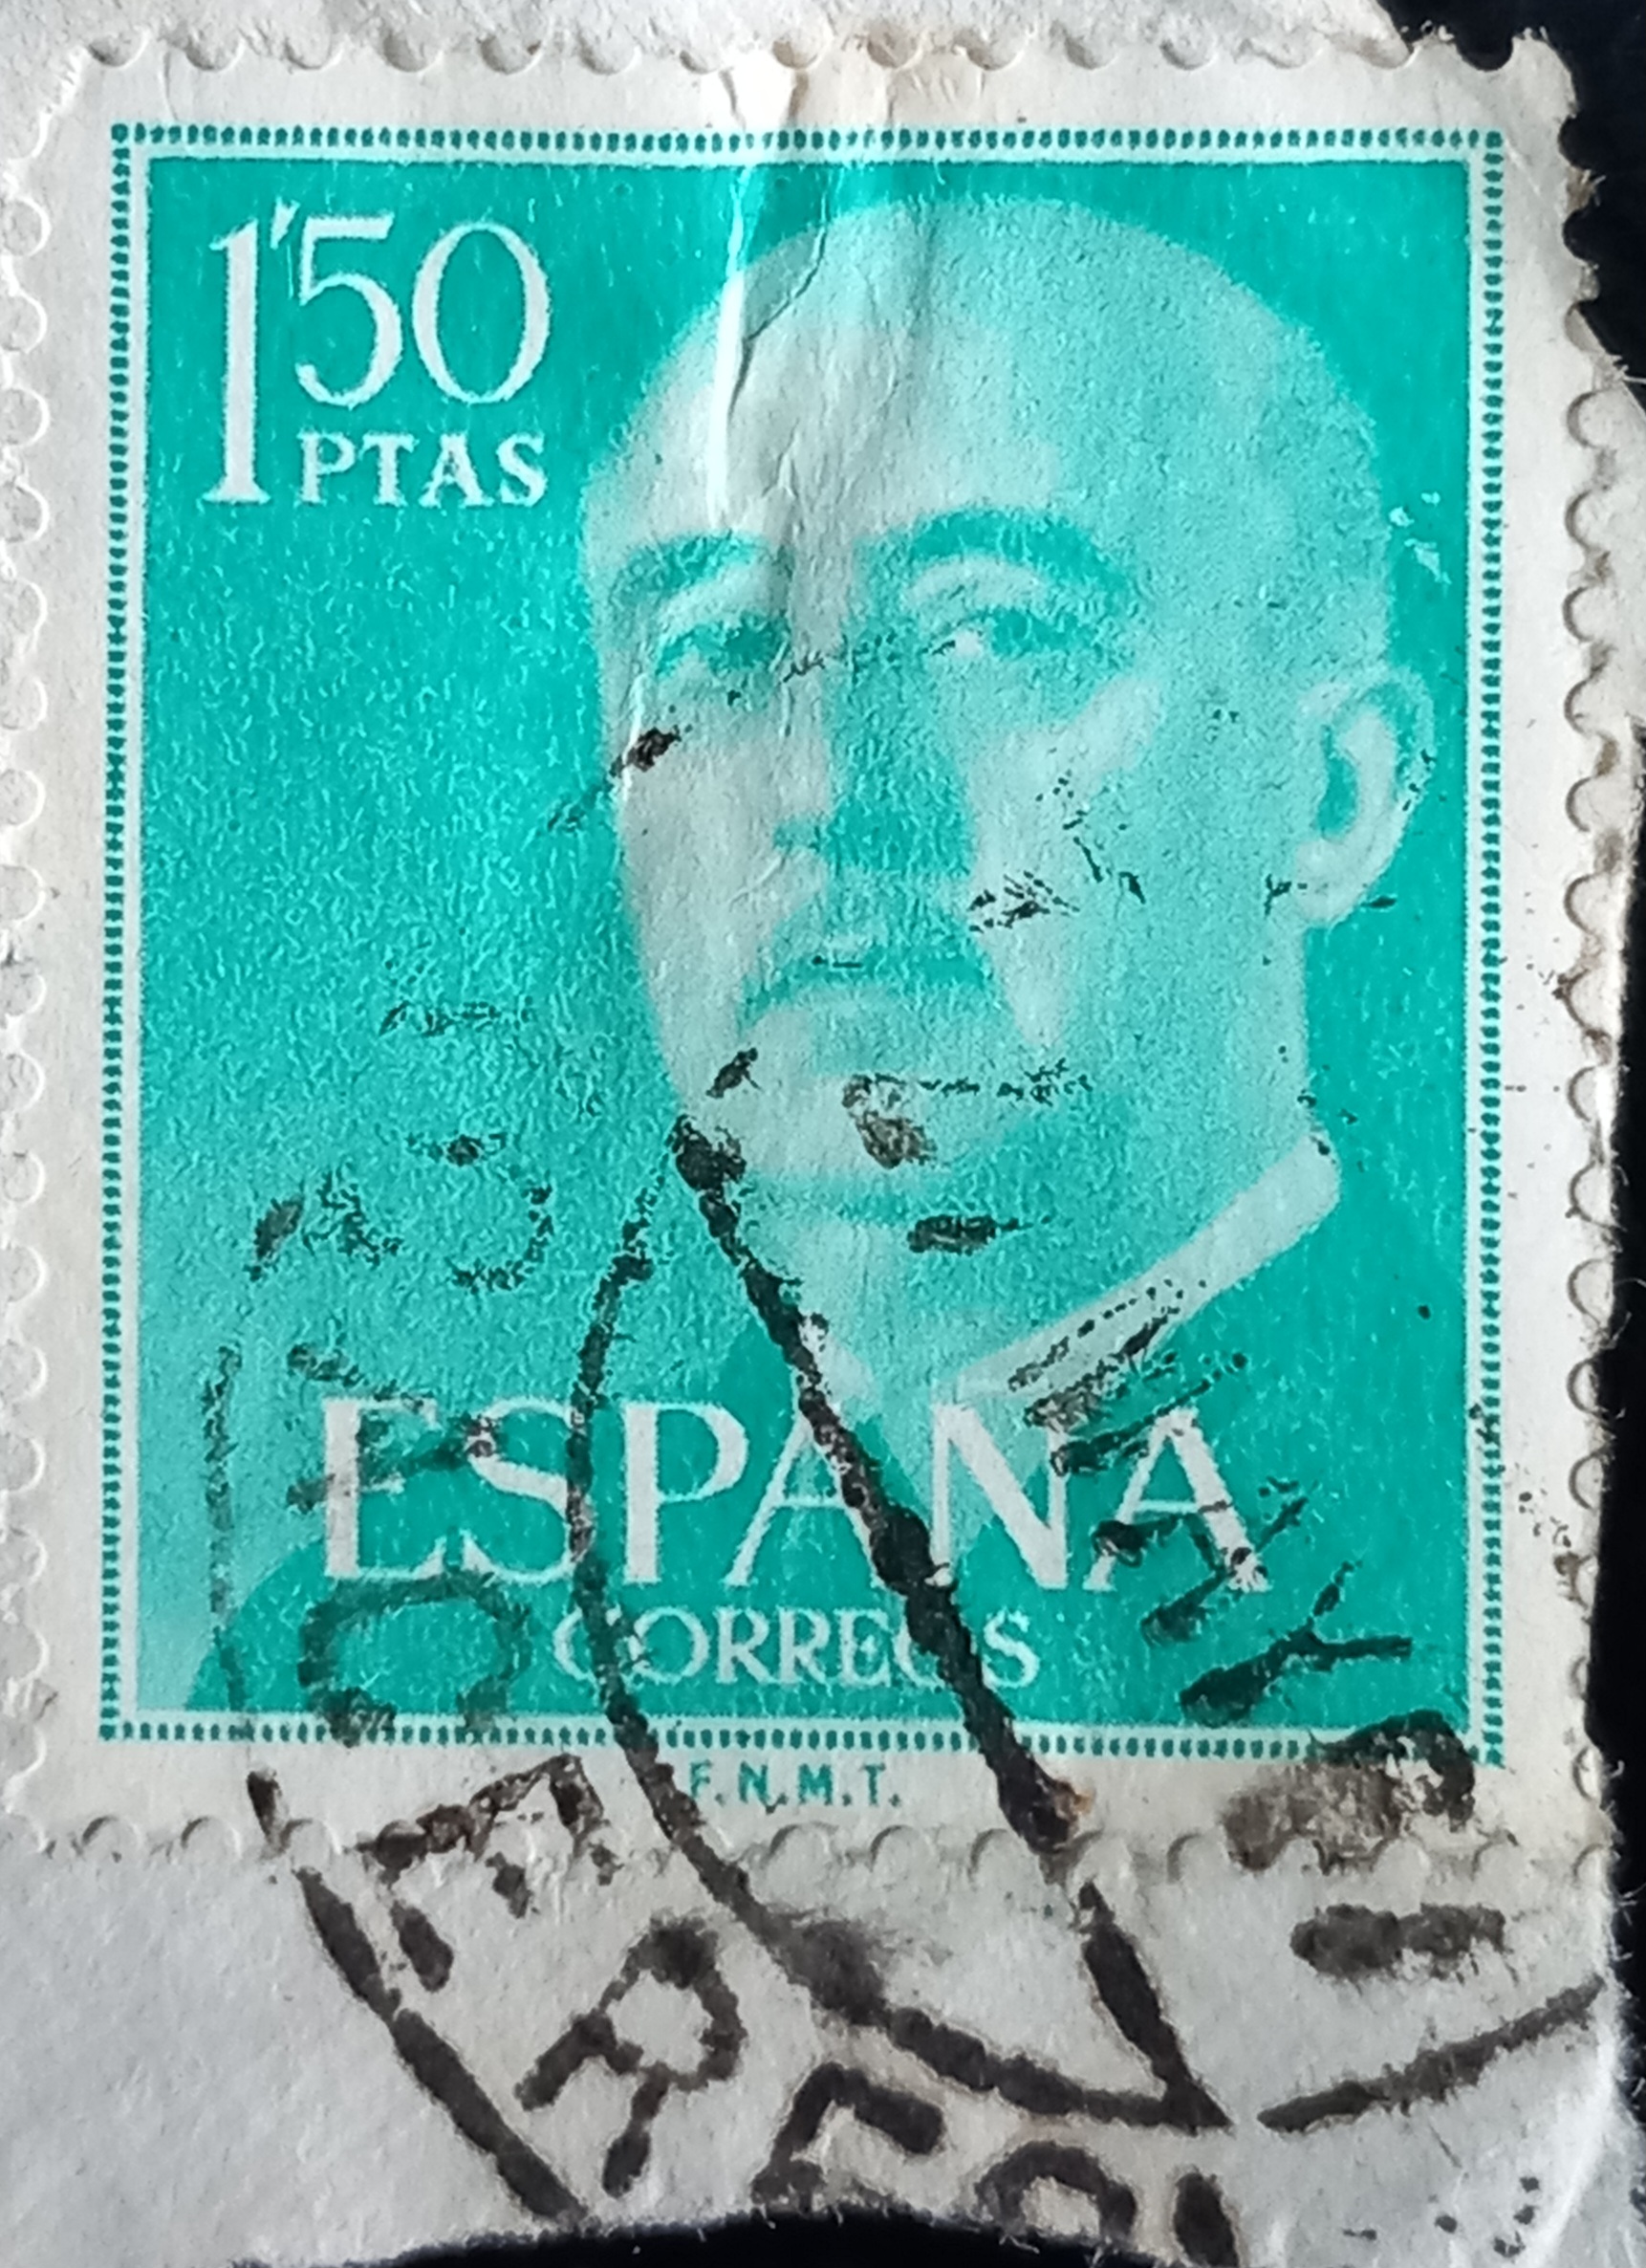 1'50
PTAS
ESPAÑA
CORREOS
F.N.M.T.